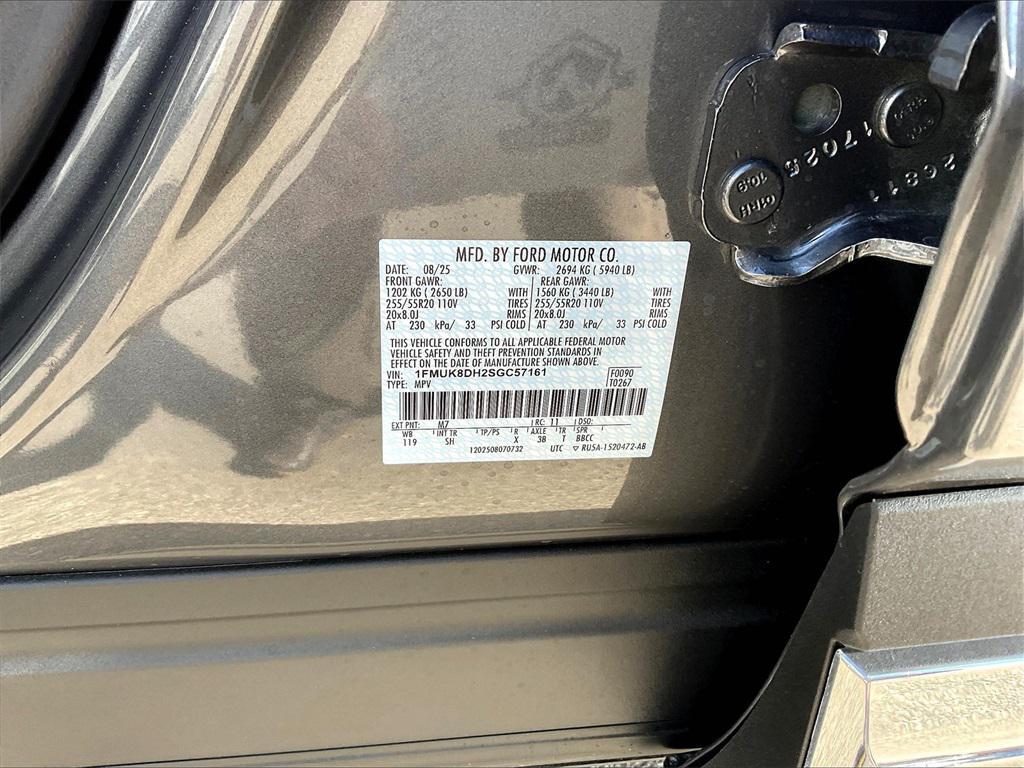 MFD. BY FORD MOTOR CO.
DATE: 08/25 GVWR: 2694 KG ( 5940 LB)
FRONT GAWR: REAR GAWR:
1202 KG ( 2650 LB) WITH 1560 KG ( 3440 LB) WITH
255/55R20 110V TIRES 255/55R20 110V TIRES
20x8.0J RIMS 20x8.0J RIMS
AT 230 kPa/ 33 PSI COLD AT 230 kPa/ 33 PSI COLD
THIS VEHICLE CONFORMS TO ALL APPLICABLE FEDERAL MOTOR
VEHICLE SAFETY AND THEFT PREVENTION STANDARDS IN
EFFECT ON THE DATE OF MANUFACTURE SHOWN ABOVE.
VIN: 1FMUK8DH2SGC57161 F0090
TYPE: MPV T0267
EXT PNT: M7 RC: 11 DSO:
WB INT TR TP/PS R AXLE TR SPR
119 SH X 3B T BBCC
1202508070732 UTC RU5A-1520472-AB
17025
26811
10.9